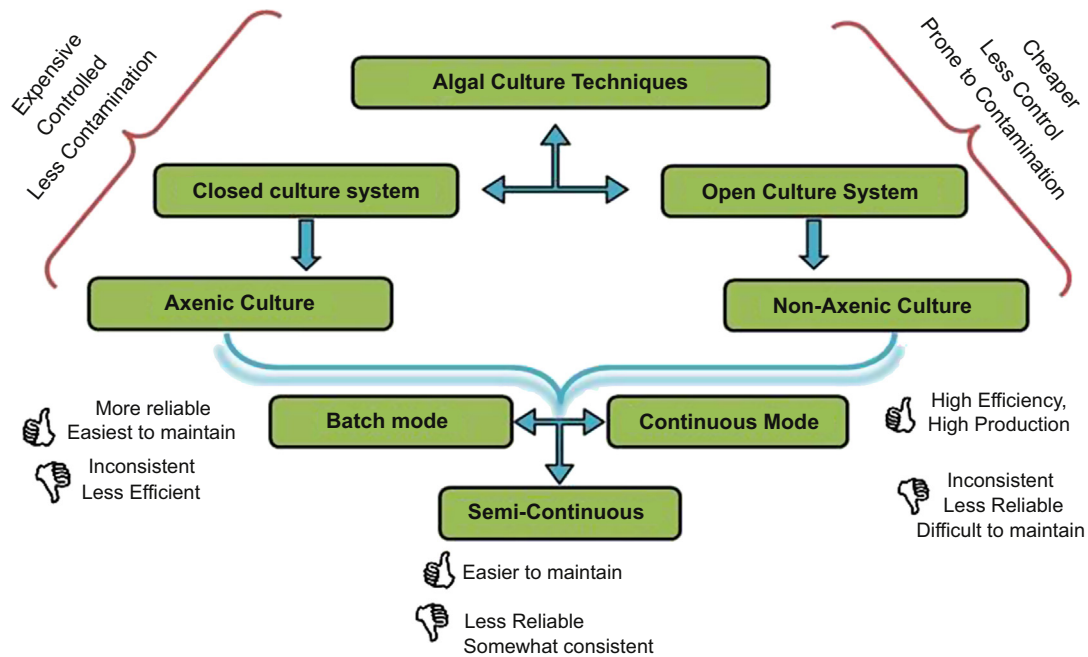 Expensive
Controlled
Less Contamination
Cheaper
Less Control
Prone to Contamination
Algal Culture Techniques
Closed culture system
Open Culture System
Axenic Culture
Non-Axenic Culture
Batch mode
Continuous Mode
More reliable
Easiest to maintain
Inconsistent
Less Efficient
High Efficiency,
High Production
Inconsistent
Less Reliable
Difficult to maintain
Semi-Continuous
Easier to maintain
Less Reliable
Somewhat consistent